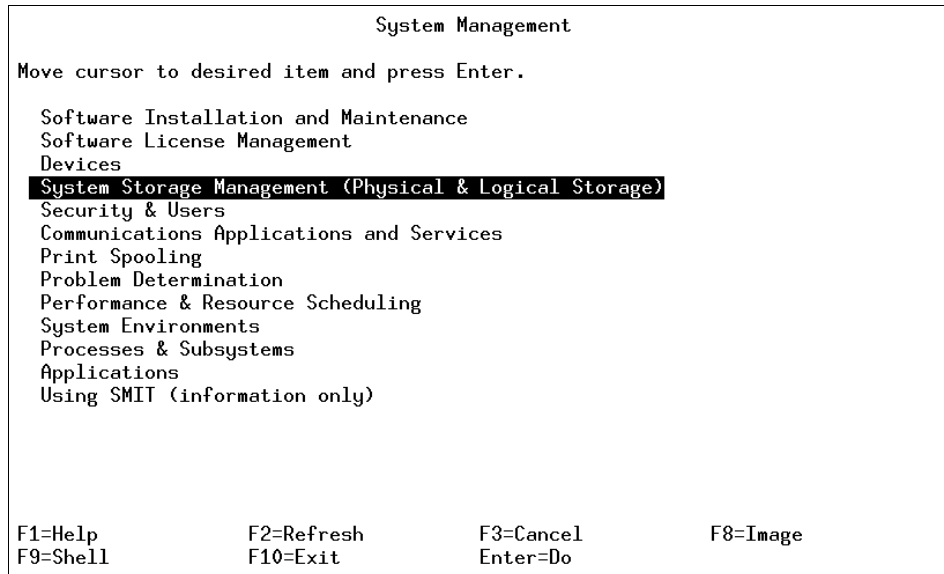 System Management
Move cursor to desired item and press Enter.
Software Installation and Maintenance
Software License Management
Devices
System Storage Management (Physical & Logical Storage)
Security & Users
Communications Applications and Services
Print Spooling
Problem Determination
Performance & Resource Scheduling
System Environments
Processes & Subsystems
Applications
Using SMIT (information only)
F1=Help F2=Refresh F3=Cancel F8=Image
F9=Shell F10=Exit Enter=Do